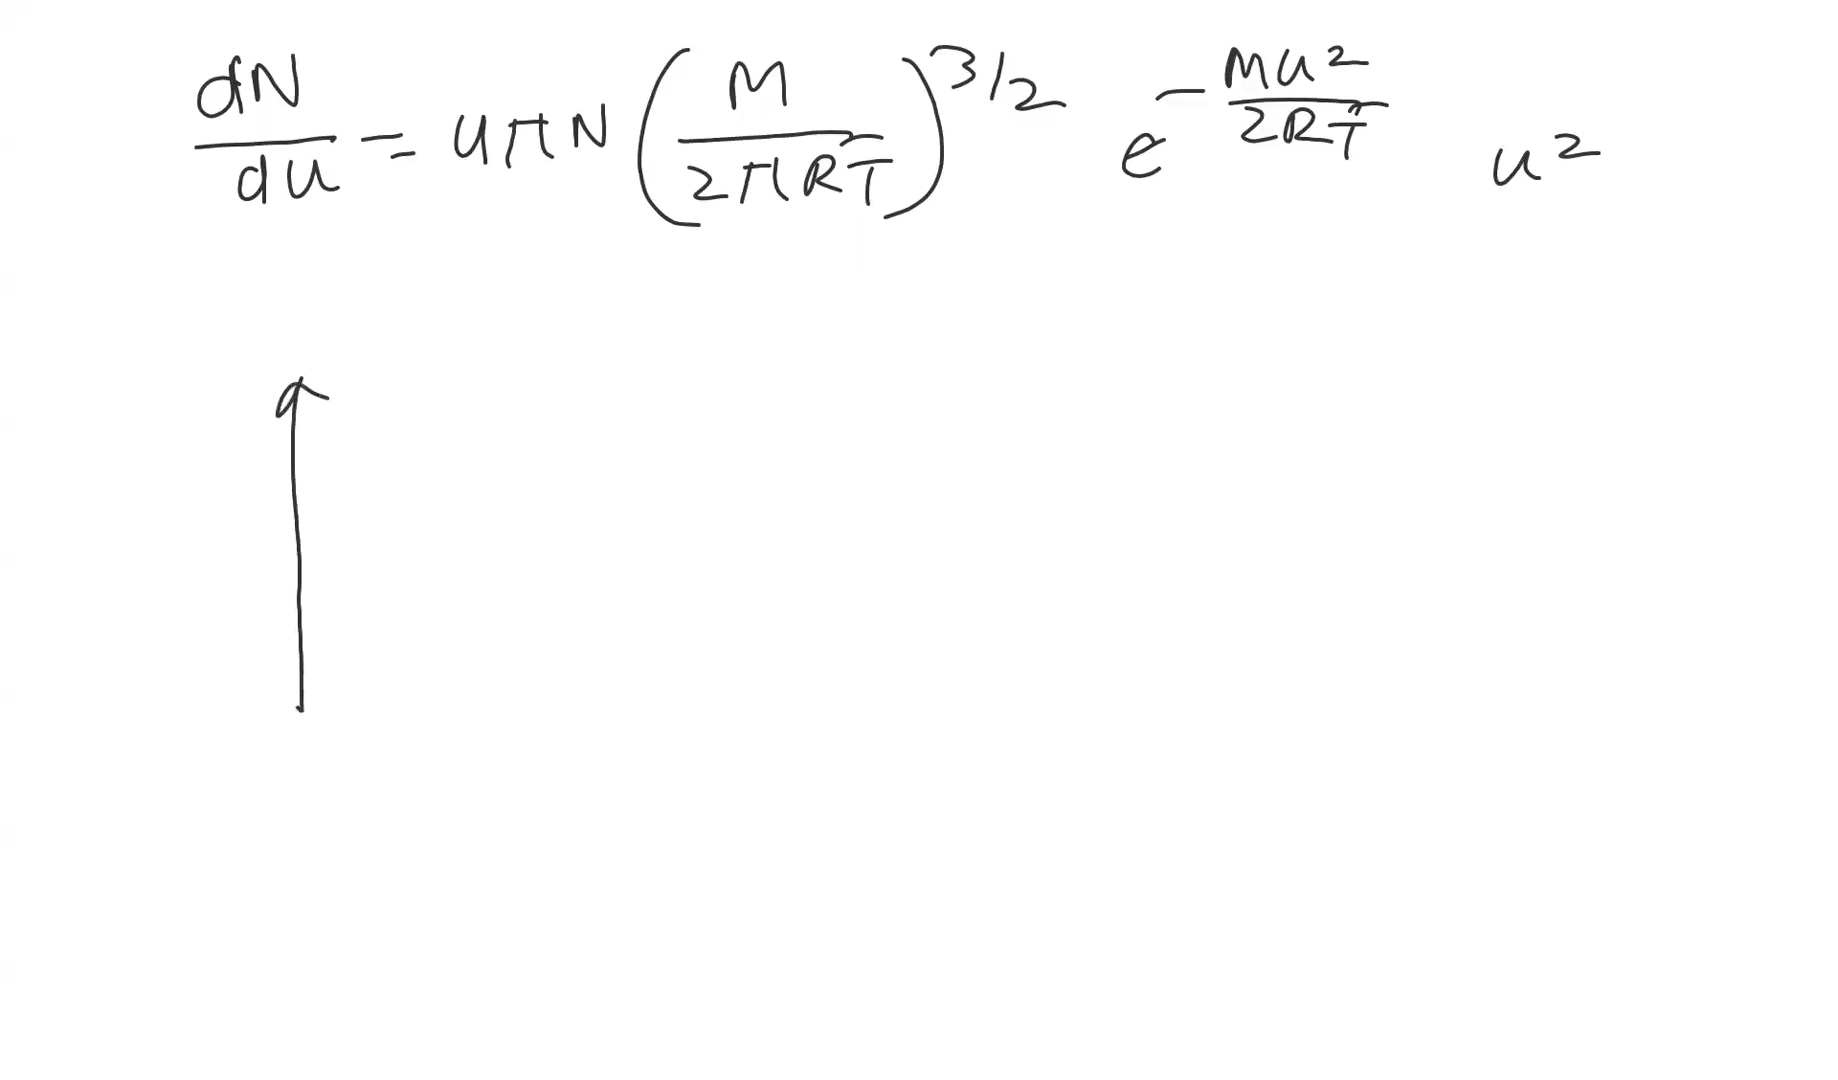 dN/du = 4πN (M/2πRT)^3/2 e^-Mu²/2RT u²